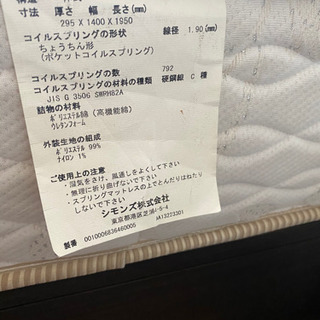 寸法 厚さ 幅 長さ(mm)
295 X 1400 X 1950
コイルスプリングの形状 線径 1.90(mm)
ちょうちん形
(ポケットコイルスプリング)
コイルスプリングの数 792
コイルスプリングの材料の種類 硬鋼線 C種
JIS G 3506 SWRH82A
詰物の材料
ポリエステル綿 (高機能綿)
ウレタンフォーム
外装生地の組成
ポリエステル 99%
ナイロン 1%
ご使用上の注意
・湿気をさけ、風通しをよくして下さい
・無理に折り曲げないで下さい
・スプリングマットレスの上でとんだりはねたり
しないで下さい
シモンズ株式会社
東京都港区芝浦1-5-4
製番 0010006836460005 IA13223301